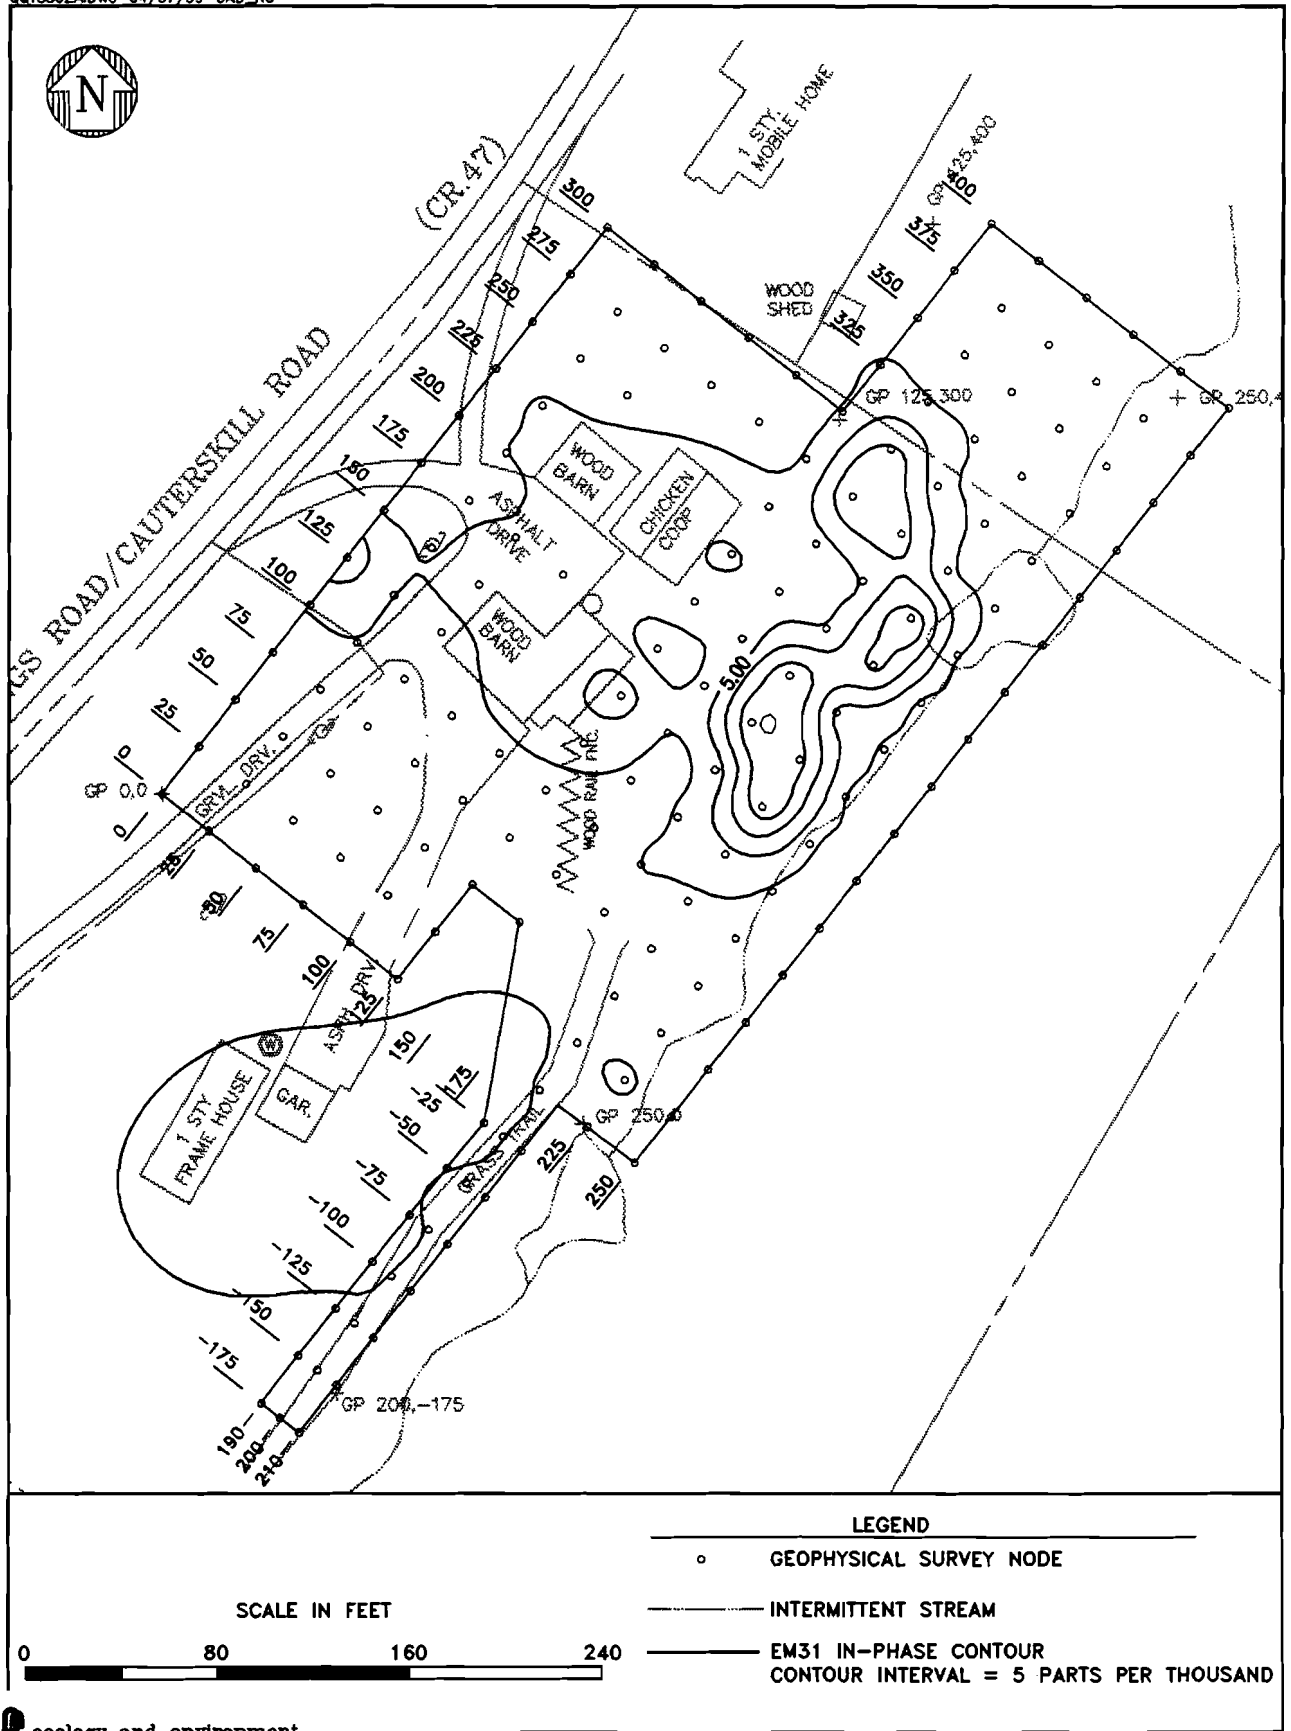 N
(CR.47)
GS ROAD/CAUTERSKILL ROAD
1 STY.
MOBILE HOME
GP 125,400
400
375
350
325
300
275
250
225
200
175
150
125
100
75
50
25
0
WOOD
SHED
GP 125,300
GP 250,4
WOOD
BARN
CHICKEN
COOP
ASPHALT
DRIVE
WOOD
BARN
5.00
WOOD RAIL FNC.
GP 0,0
GRVL. DRV.
0
25
50
75
100
125
150
175
ASPH. DRV.
W
GAR.
1 STY
FRAME HOUSE
-25
-50
-75
-100
-125
-150
-175
GRASS TRAIL
GP 250,0
225
250
GP 200,-175
190
200
210
LEGEND
GEOPHYSICAL SURVEY NODE
SCALE IN FEET
INTERMITTENT STREAM
0 80 160 240
EM31 IN-PHASE CONTOUR
CONTOUR INTERVAL = 5 PARTS PER THOUSAND
ecology and environment